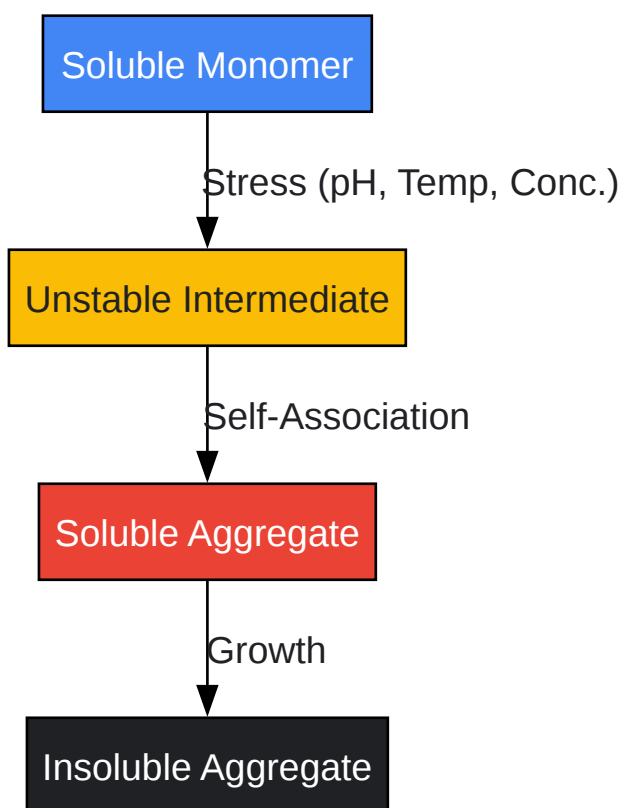 Soluble Monomer
Stress (pH, Temp, Conc.)
Unstable Intermediate
Self-Association
Soluble Aggregate
Growth
Insoluble Aggregate